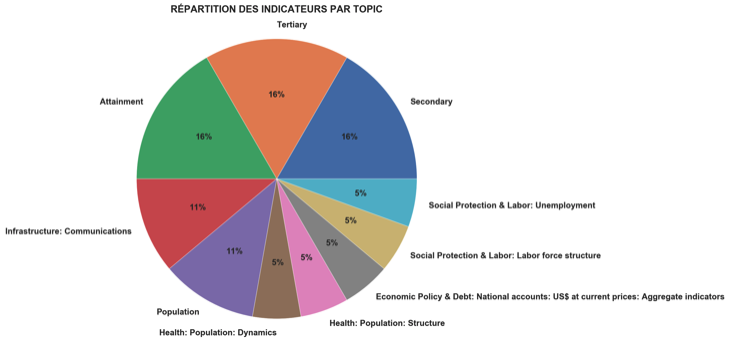 RÉPARTITION DES INDICATEURS PAR TOPIC
Tertiary
Attainment
Secondary
16%
16%
16%
Infrastructure: Communications
11%
11%
5%
5%
5%
5%
5%
Social Protection & Labor: Unemployment
Social Protection & Labor: Labor force structure
Economic Policy & Debt: National accounts: US$ at current prices: Aggregate indicators
Population
Health: Population: Structure
Health: Population: Dynamics